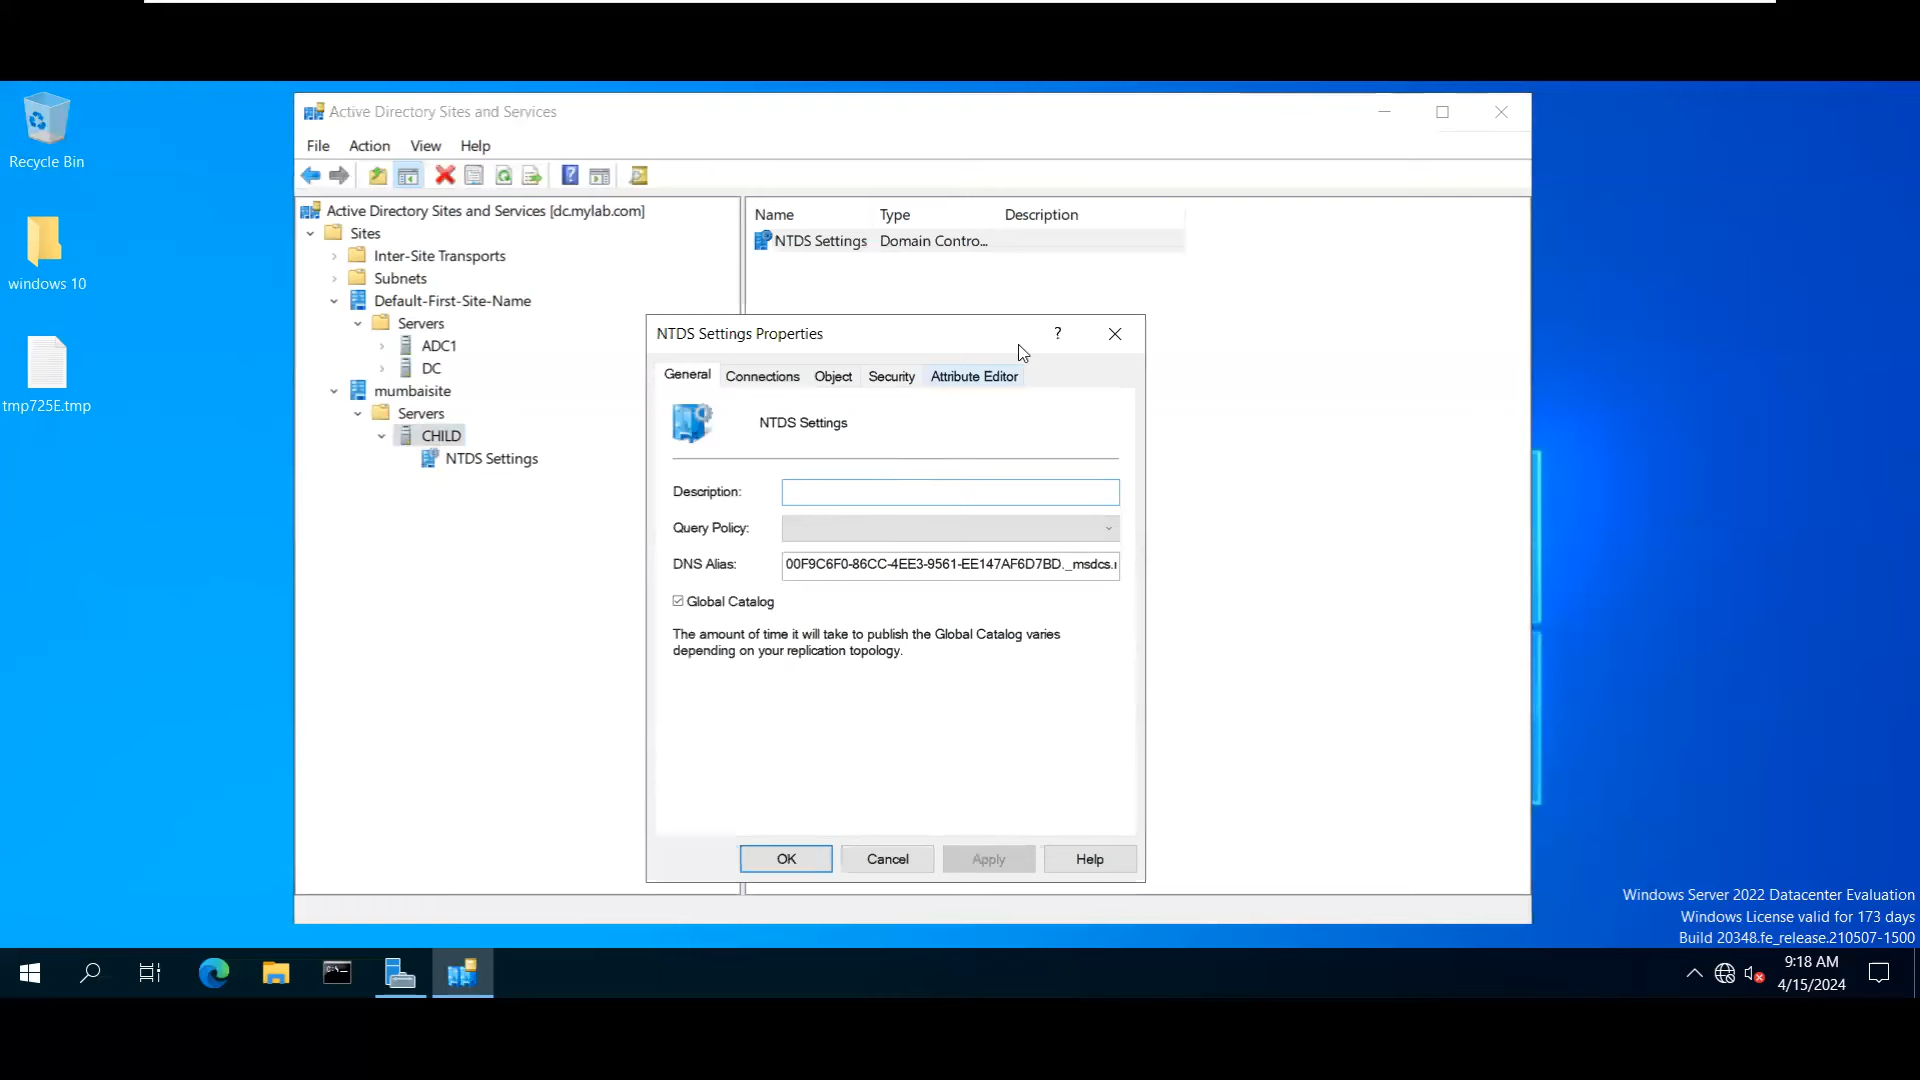 Recycle Bin
windows 10
tmp725E.tmp
Active Directory Sites and Services
File Action View Help
Active Directory Sites and Services [dc.mylab.com]
Sites
Inter-Site Transports
Subnets
Default-First-Site-Name
Servers
ADC1
DC
mumbaisite
Servers
CHILD
NTDS Settings
Name Type Description
NTDS Settings Domain Contro...
NTDS Settings Properties
?
General Connections Object Security Attribute Editor
NTDS Settings
Description:
Query Policy:
DNS Alias: 00F9C6F0-86CC-4EE3-9561-EE147AF6D7BD._msdcs.
Global Catalog
The amount of time it will take to publish the Global Catalog varies
depending on your replication topology.
OK Cancel Apply Help
Windows Server 2022 Datacenter Evaluation
Windows License valid for 173 days
Build 20348.fe_release.210507-1500
9:18 AM
4/15/2024